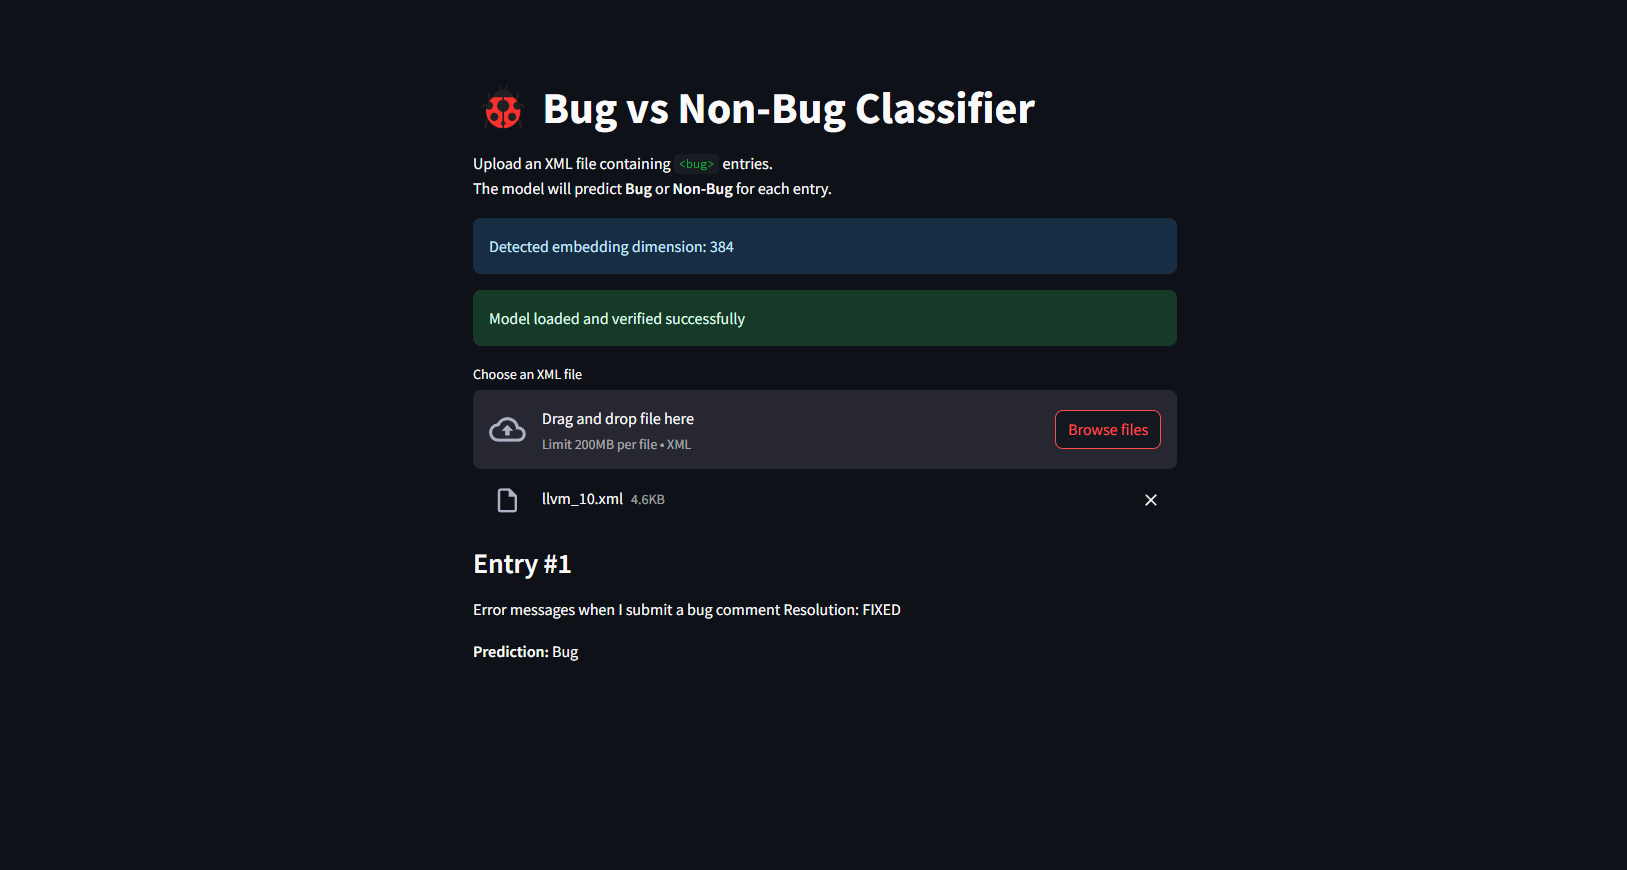 Bug vs Non-Bug Classifier
Upload an XML file containing <bug> entries.
The model will predict Bug or Non-Bug for each entry.
Detected embedding dimension: 384
Model loaded and verified successfully
Choose an XML file
Drag and drop file here
Limit 200MB per file • XML
Browse files
llvm_10.xml 4.6KB
Entry #1
Error messages when I submit a bug comment Resolution: FIXED
Prediction: Bug